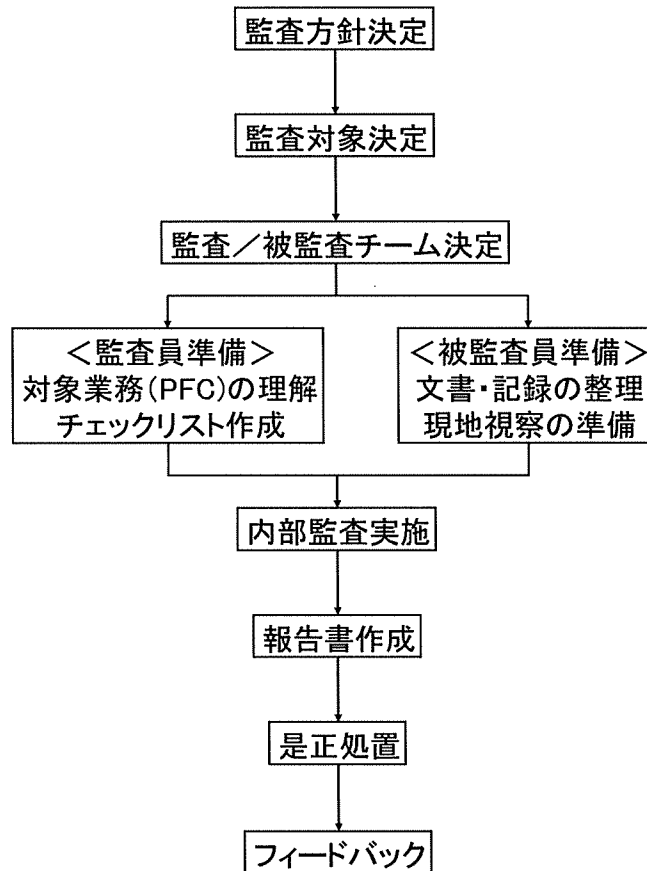 監査方針決定
監査対象決定
監査／被監査チーム決定
＜監査員準備＞
対象業務(PFC)の理解
チェックリスト作成
＜被監査員準備＞
文書・記録の整理
現地視察の準備
内部監査実施
報告書作成
是正処置
フィードバック